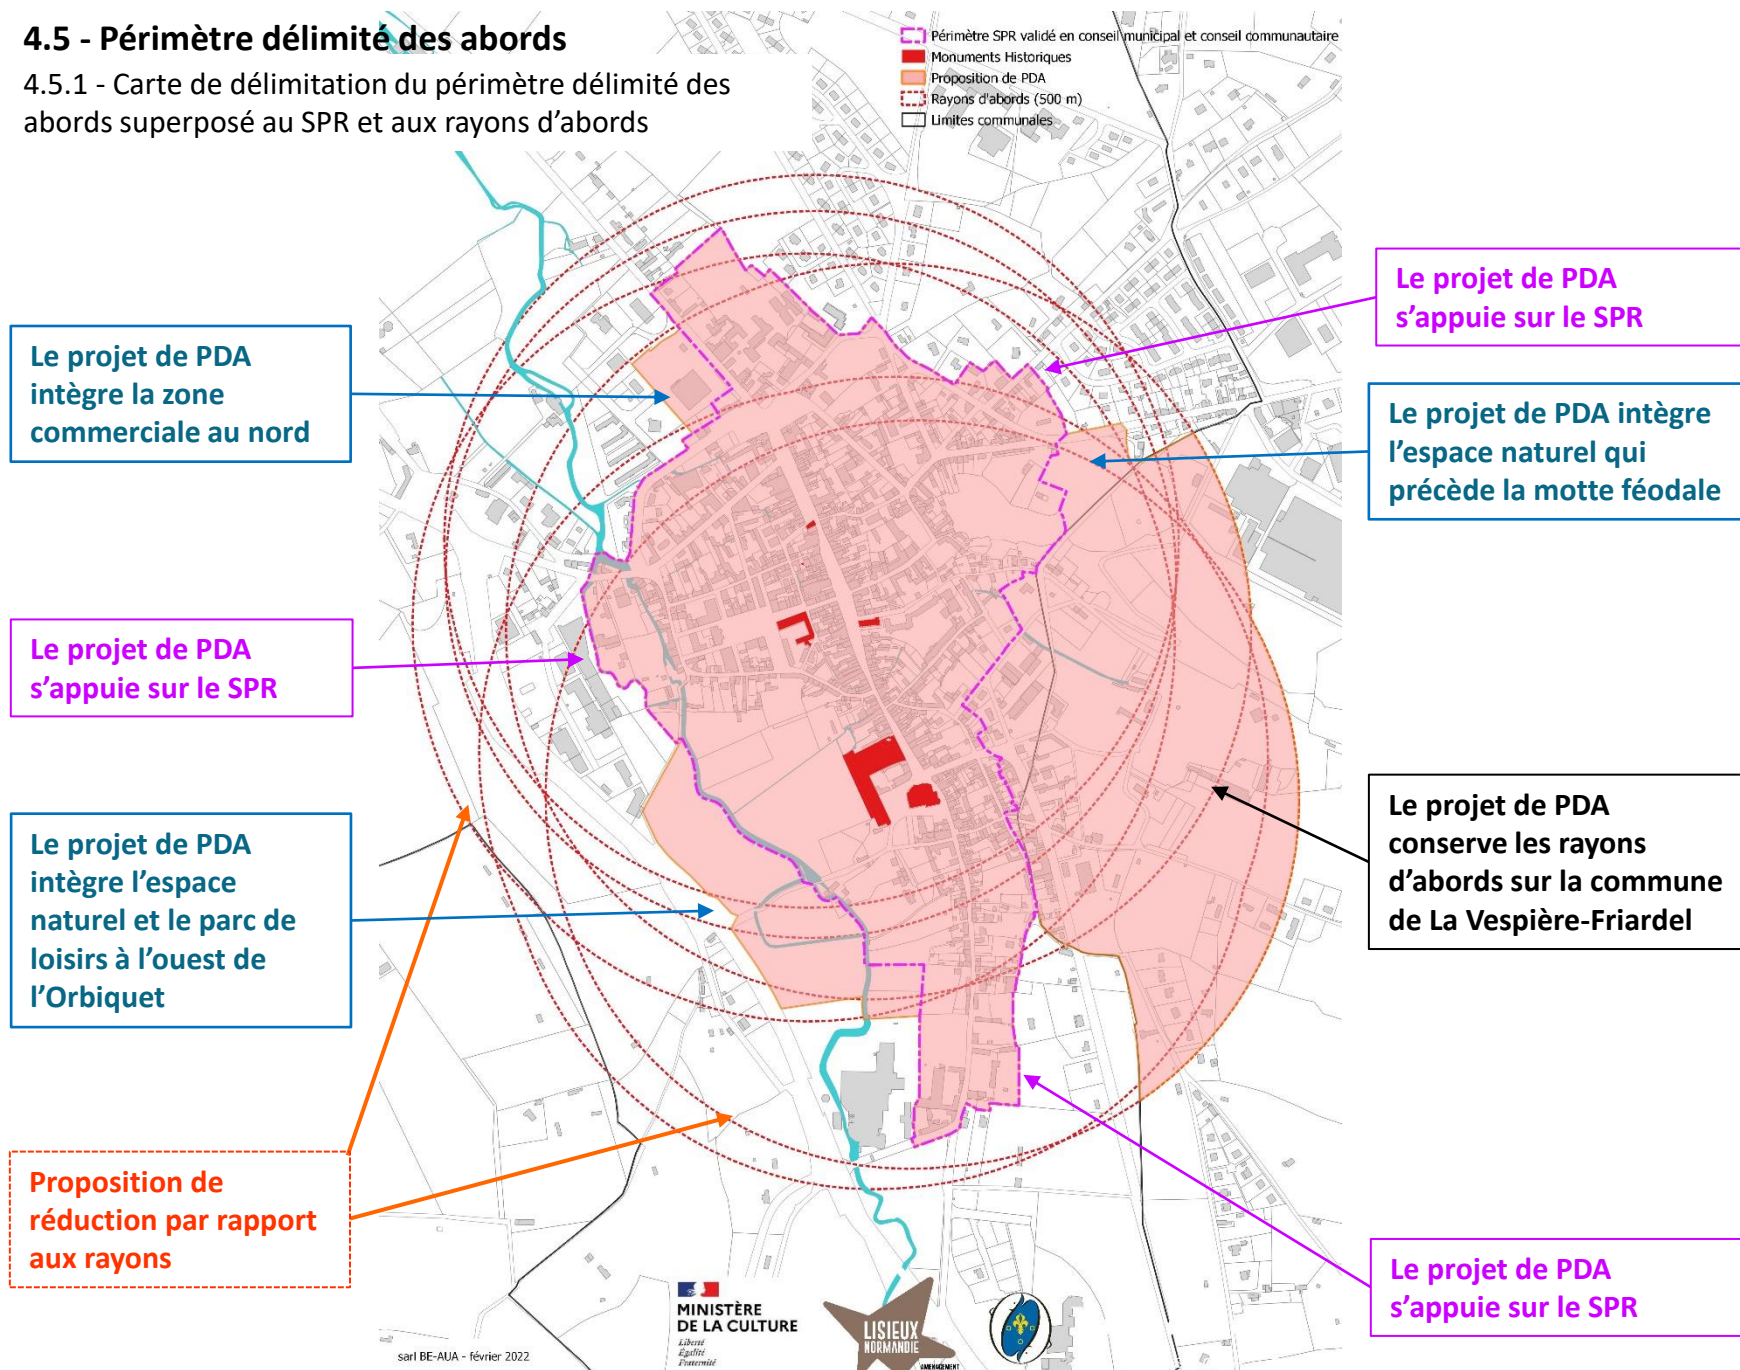 4.5 - Périmètre délimité des abords
4.5.1 - Carte de délimitation du périmètre délimité des
abords superposé au SPR et aux rayons d'abords
Périmètre SPR validé en conseil municipal et conseil communautaire
Monuments Historiques
Proposition de PDA
Rayons d'abords (500 m)
Limites communales
Le projet de PDA
s'appuie sur le SPR
Le projet de PDA
intègre la zone
commerciale au nord
Le projet de PDA intègre
l'espace naturel qui
précède la motte féodale
Le projet de PDA
s'appuie sur le SPR
Le projet de PDA
conserve les rayons
d'abords sur la commune
de La Vespière-Friardel
Le projet de PDA
intègre l'espace
naturel et le parc de
loisirs à l'ouest de
l'Orbiquet
Proposition de
réduction par rapport
aux rayons
Le projet de PDA
s'appuie sur le SPR
MINISTÈRE
DE LA CULTURE
Liberté
Égalité
Fraternité
LISIEUX
NORMANDIE
AMÉNAGEMENT
sarl BE-AUA - février 2022